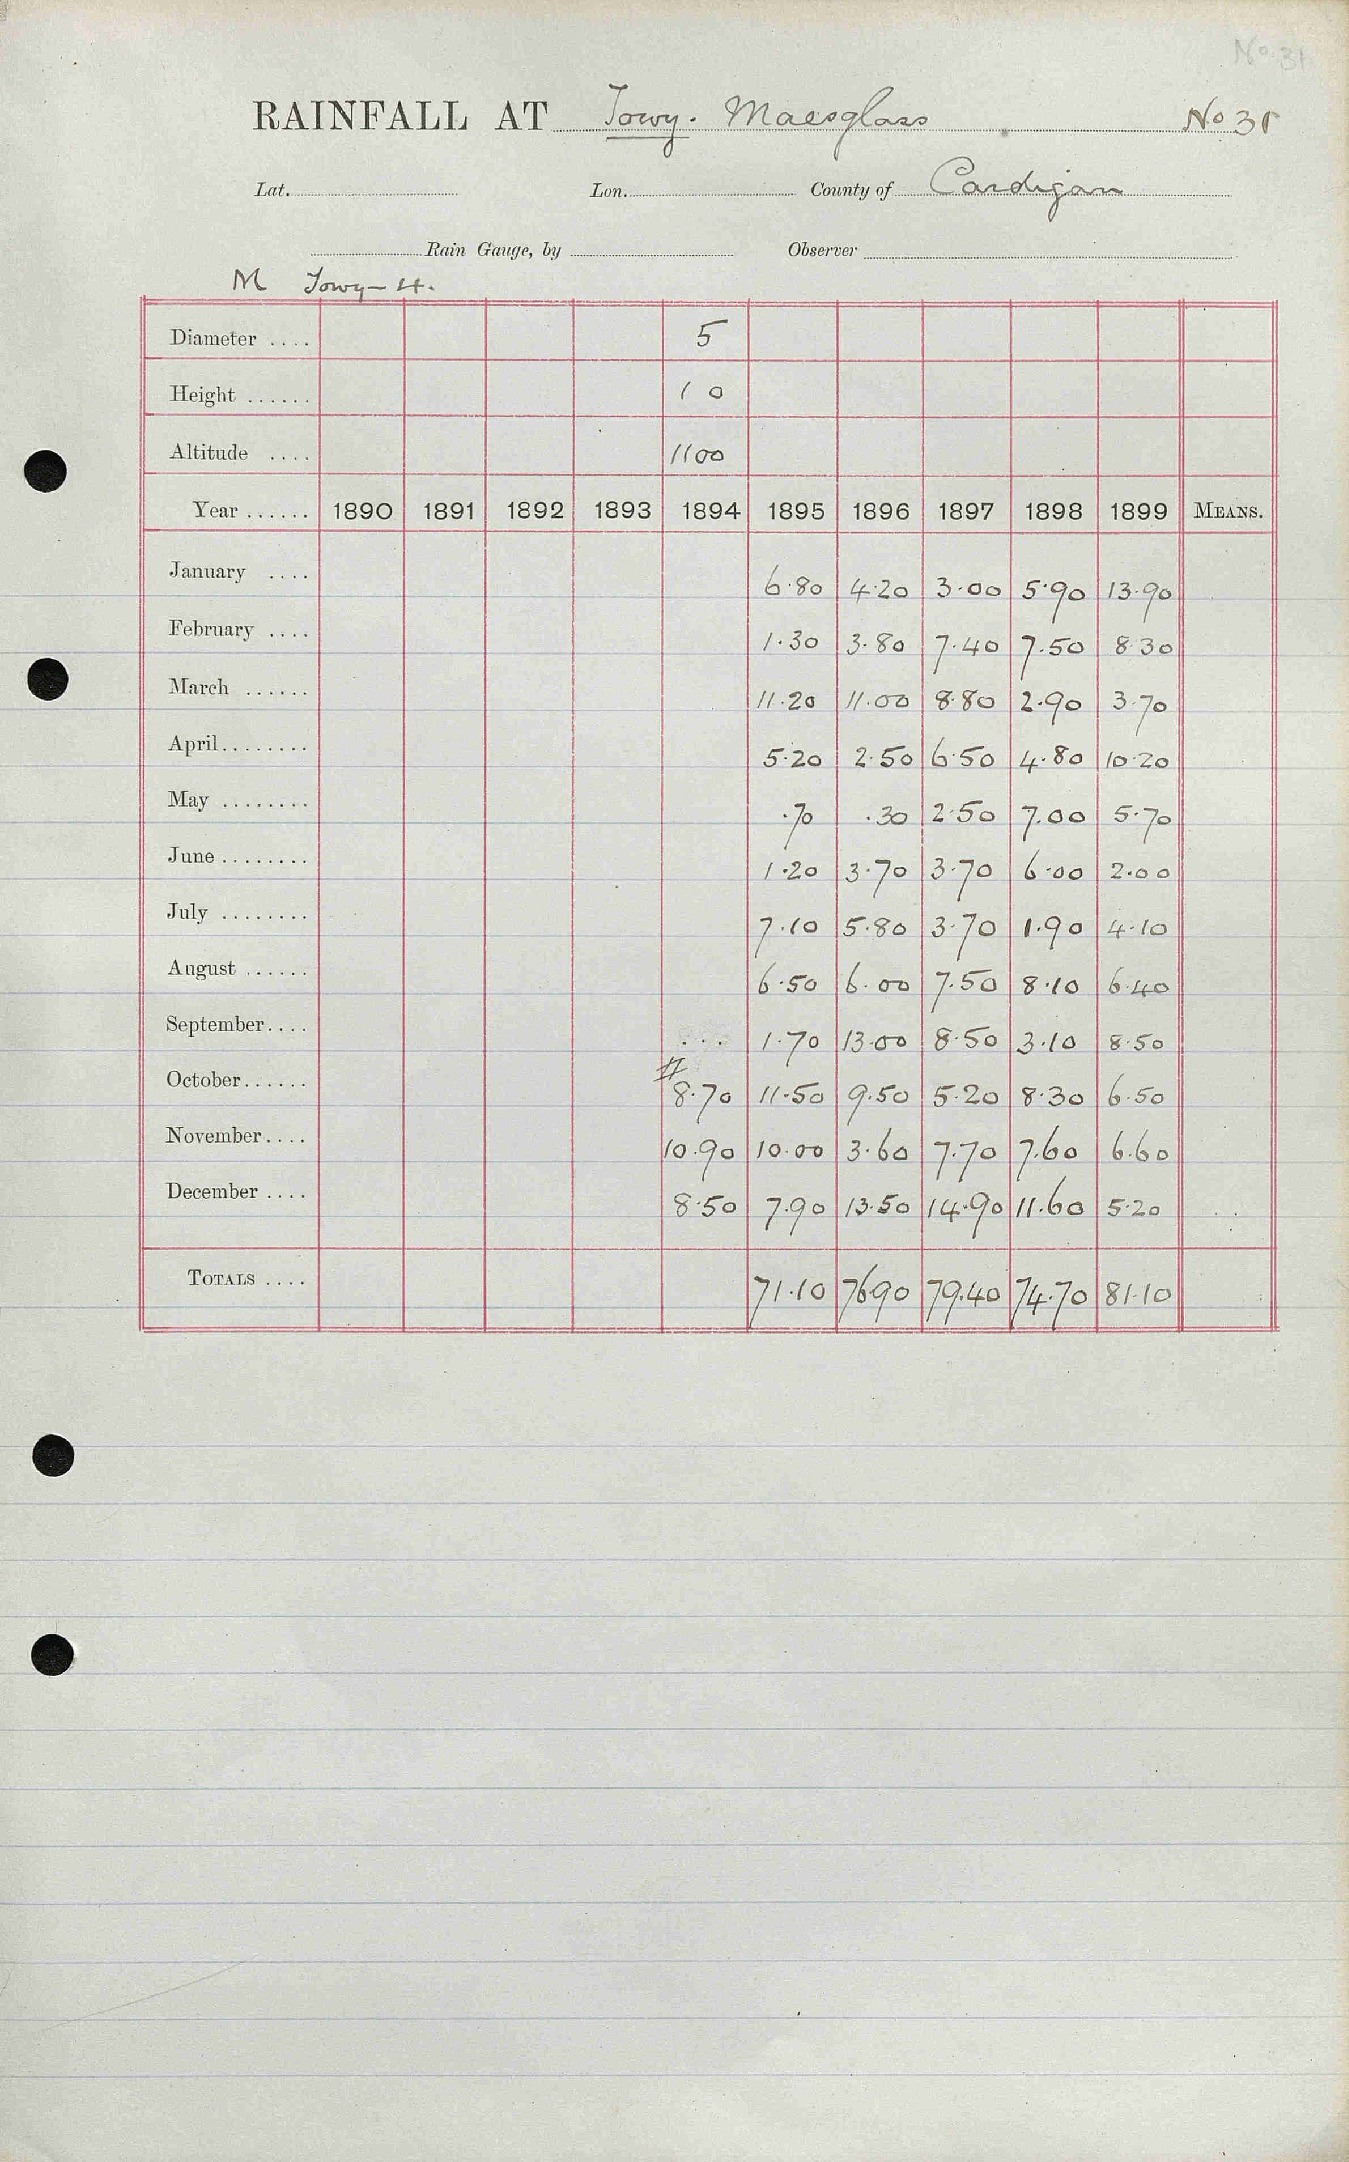 No 31
RAINFALL AT Towy. Maesglass No 31
Lat. Lon. County of Cardigan
Rain Gauge, by Observer
M Towy - 4.
Diameter .... 5
Height ...... 1 0
Altitude .... 1100
Year ...... 1890 1891 1892 1893 1894 1895 1896 1897 1898 1899 MEANS.
January .... 6.80 4.20 3.00 5.90 13.90
February .... 1.30 3.80 7.40 7.50 8.30
March ...... 11.20 11.00 8.80 2.90 3.70
April........ 5.20 2.50 6.50 4.80 10.20
May ........ .70 .30 2.50 7.00 5.70
June ........ 1.20 3.70 3.70 6.00 2.00
July ........ 7.10 5.80 3.70 1.90 4.10
August ...... 6.50 6.00 7.50 8.10 6.40
September.... ... 1.70 13.00 8.50 3.10 8.50
October...... # 8.70 11.50 9.50 5.20 8.30 6.50
November.... 10.90 10.00 3.60 7.70 7.60 6.60
December .... 8.50 7.90 13.50 14.90 11.60 5.20
TOTALS .... 71.10 76.90 79.40 74.70 81.10